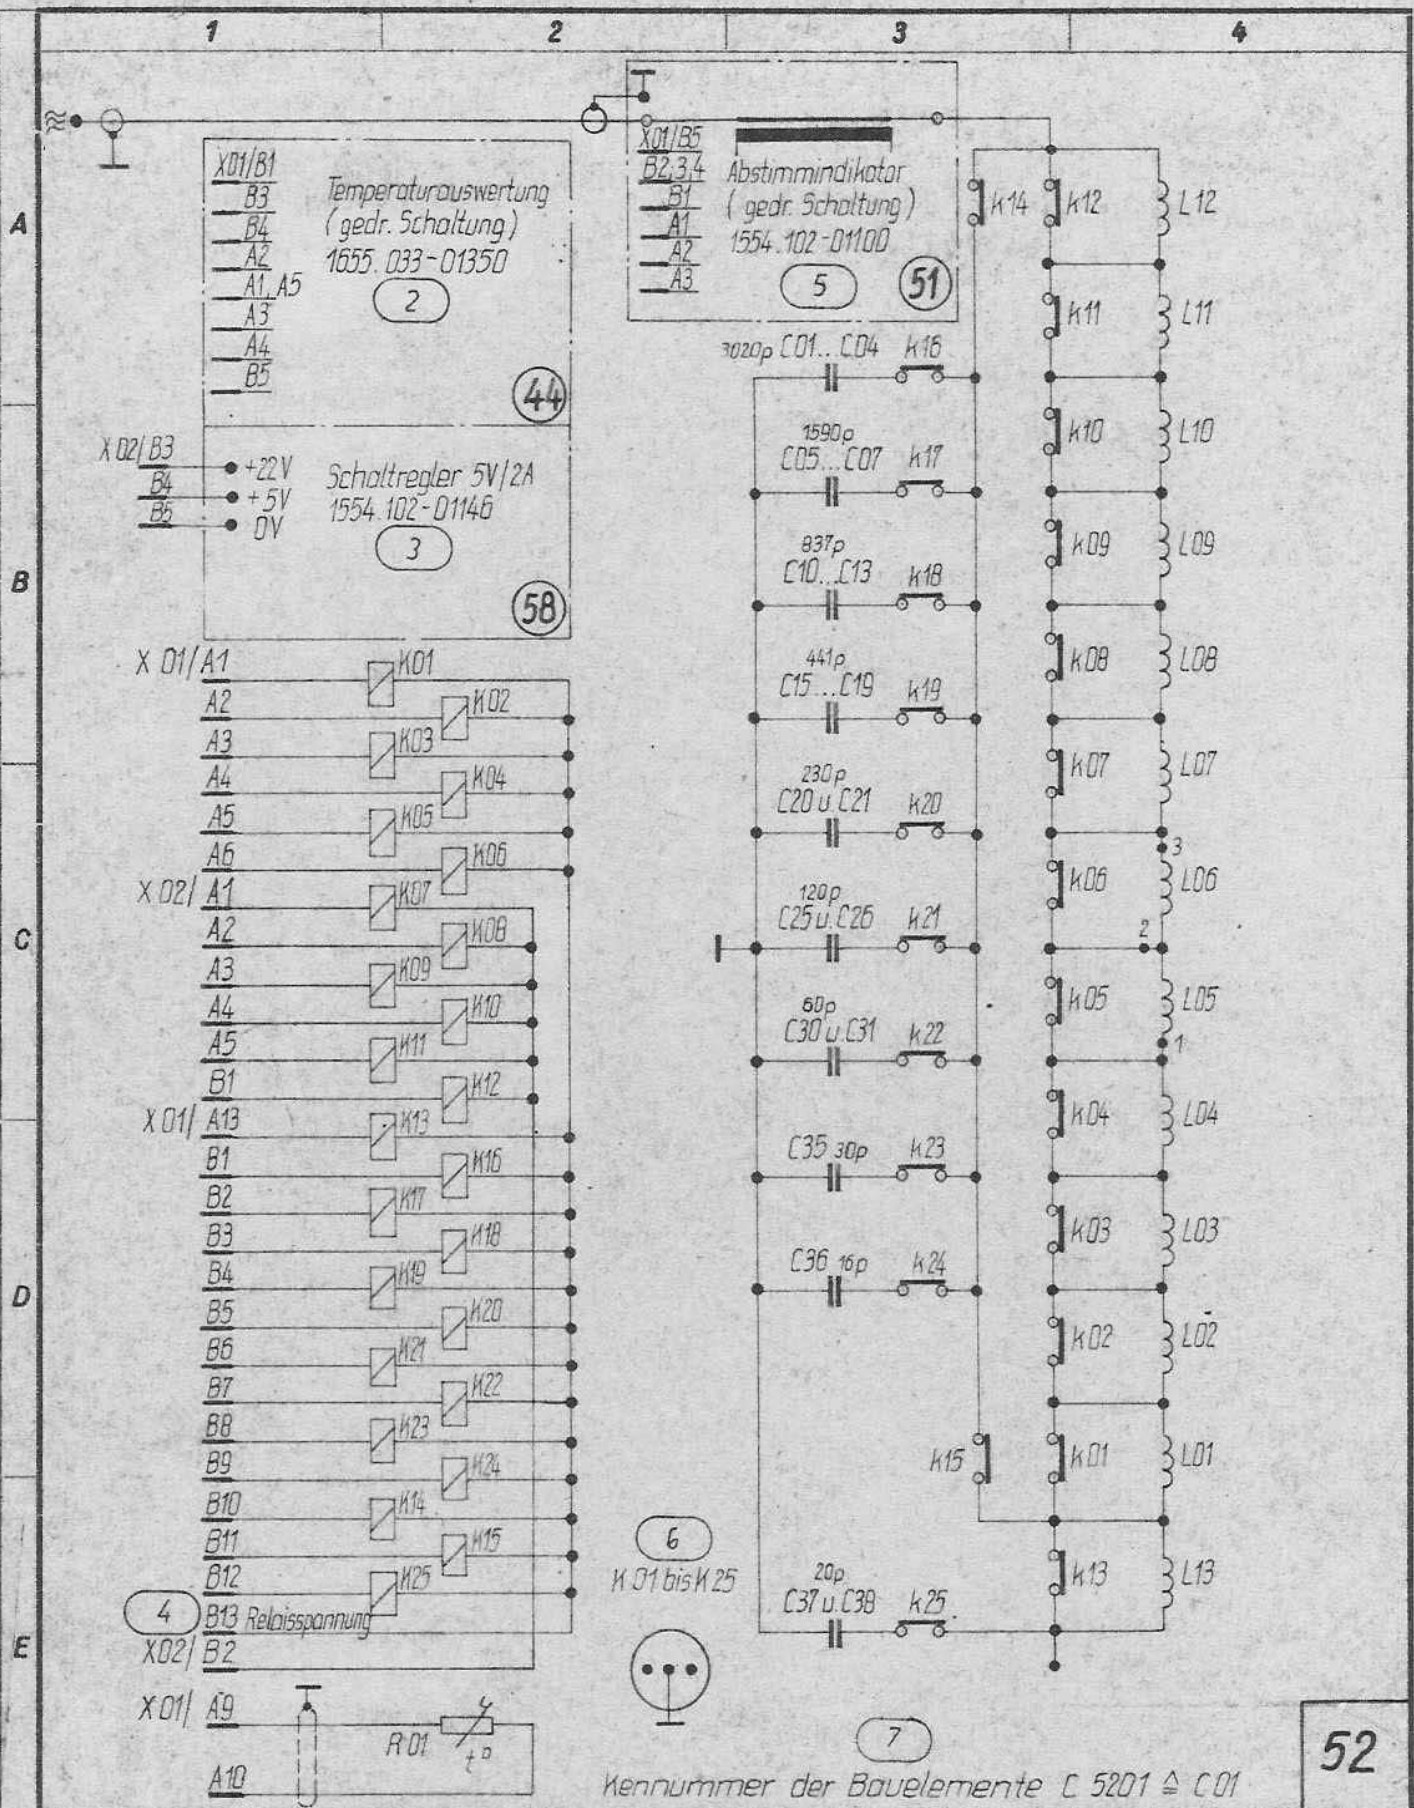 1 2 3 4
A
B
C
D
E
X01/B1
B3
B4
A2
A1, A5
A3
A4
B5
Temperaturauswertung
(gedr. Schaltung)
1655.033-01350
2
44
X01/B5
B2,3,4
B1
A1
A2
A3
Abstimmindikator
(gedr. Schaltung)
1554.102-01100
5
51
X02/B3
B4
B5
+22V
+5V
0V
Schaltregler 5V/2A
1554.102-01146
3
58
X01/A1 K01
A2 K02
A3 K03
A4 K04
A5 K05
A6 K06
X02/ A1 K07
A2 K08
A3 K09
A4 K10
A5 K11
B1 K12
X01/ A13 K13
B1 K16
B2 K17
B3 K18
B4 K19
B5 K20
B6 K21
B7 K22
B8 K23
B9 K24
B10 K14
B11 K15
B12 K25
4 B13 Relaisspannung
X02/ B2
X01/ A9
R01 t°
A10
3020p C01...C04 k16
1590p
C05...C07 k17
837p
C10...C13 k18
441p
C15...C19 k19
230p
C20 u. C21 k20
120p
C25 u. C26 k21
60p
C30 u. C31 k22
C35 30p k23
C36 16p k24
20p
C37 u. C38 k25
k14 k12 L12
k11 L11
k10 L10
k09 L09
k08 L08
k07 L07
3
k06 L06
2
k05 L05
1
k04 L04
k03 L03
k02 L02
k15 k01 L01
k13 L13
6
K01 bis K25
7
Kennummer der Bauelemente C 5201 ≙ C01
52